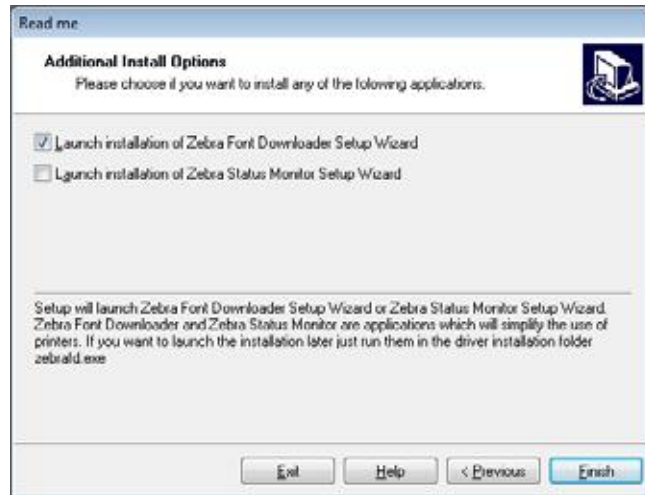 Read me
Additional Install Options
Please choose if you want to install any of the following applications.
Launch installation of Zebra Font Downloader Setup Wizard
Launch installation of Zebra Status Monitor Setup Wizard
Setup will launch Zebra Font Downloader Setup Wizard or Zebra Status Monitor Setup Wizard.
Zebra Font Downloader and Zebra Status Monitor are applications which will simplify the use of
printers. If you want to launch the installation later just run them in the driver installation folder
zebrafd.exe
Exit
Help
< Previous
Finish